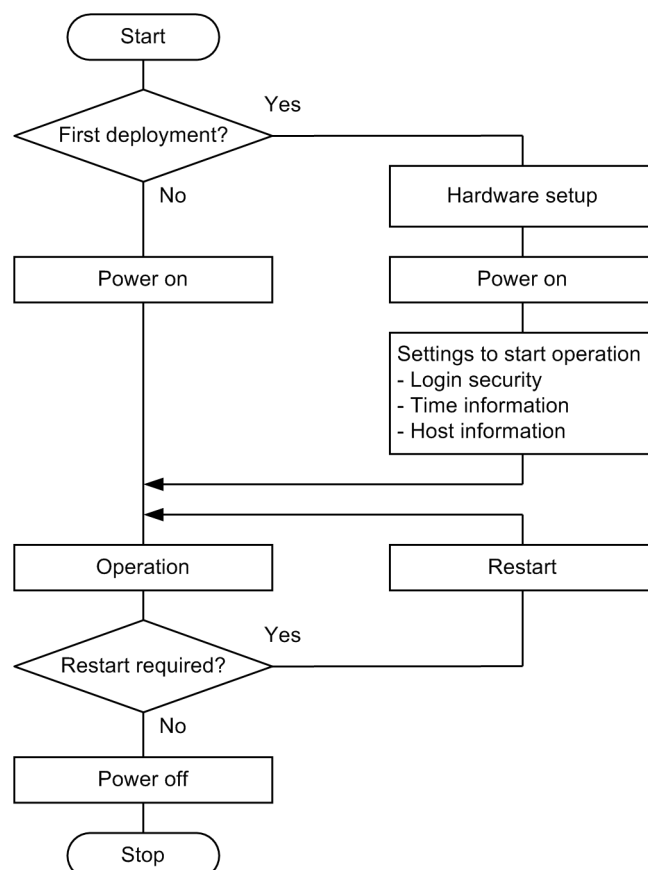 Start
Yes
First deployment?
No
Hardware setup
Power on
Power on
Settings to start operation
- Login security
- Time information
- Host information
Operation
Restart
Yes
Restart required?
No
Power off
Stop